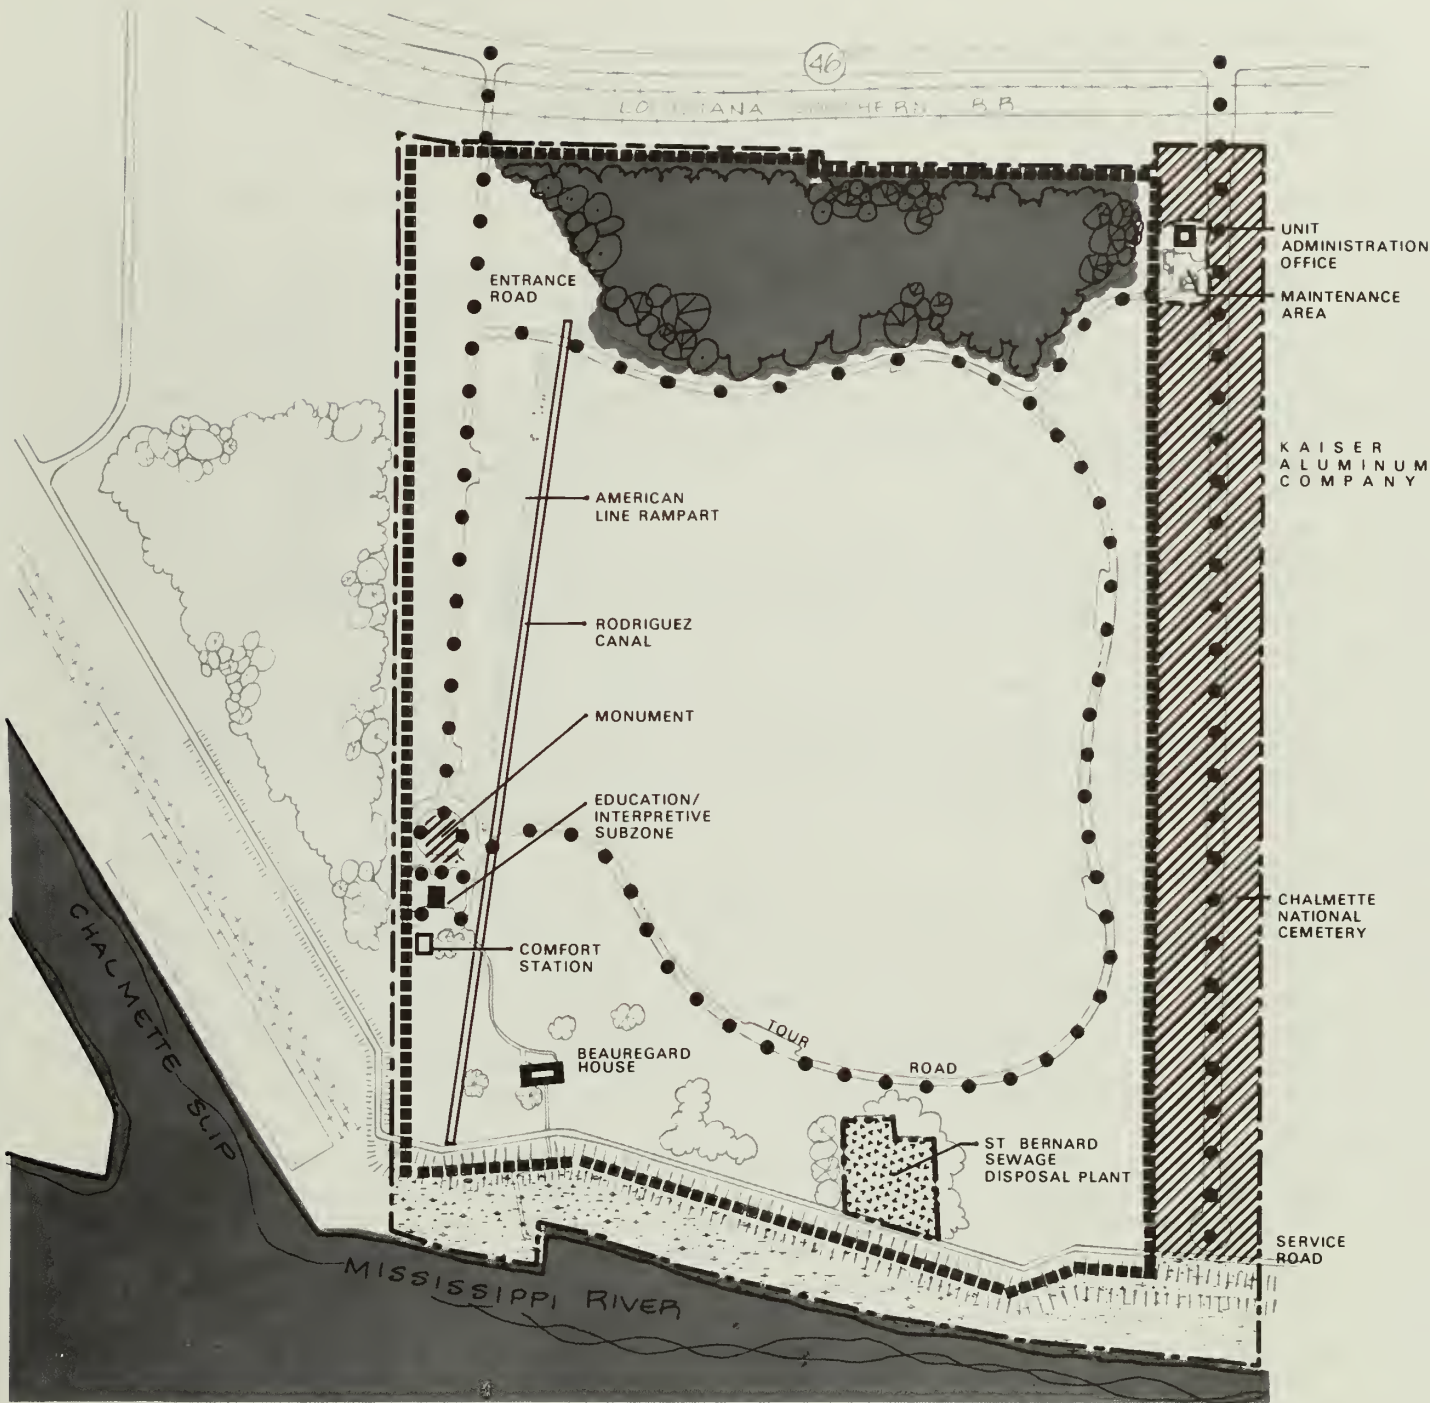 46
LOUISIANA SOUTHERN R.R.
UNIT
ADMINISTRATION
OFFICE
ENTRANCE
ROAD
MAINTENANCE
AREA
KAISER
ALUMINUM
COMPANY
AMERICAN
LINE RAMPART
RODRIGUEZ
CANAL
MONUMENT
EDUCATION/
INTERPRETIVE
SUBZONE
CHALMETTE
NATIONAL
CEMETERY
COMFORT
STATION
CHALMETTE SLIP
TOUR ROAD
BEAUREGARD
HOUSE
ST BERNARD
SEWAGE
DISPOSAL PLANT
SERVICE
ROAD
MISSISSIPPI RIVER